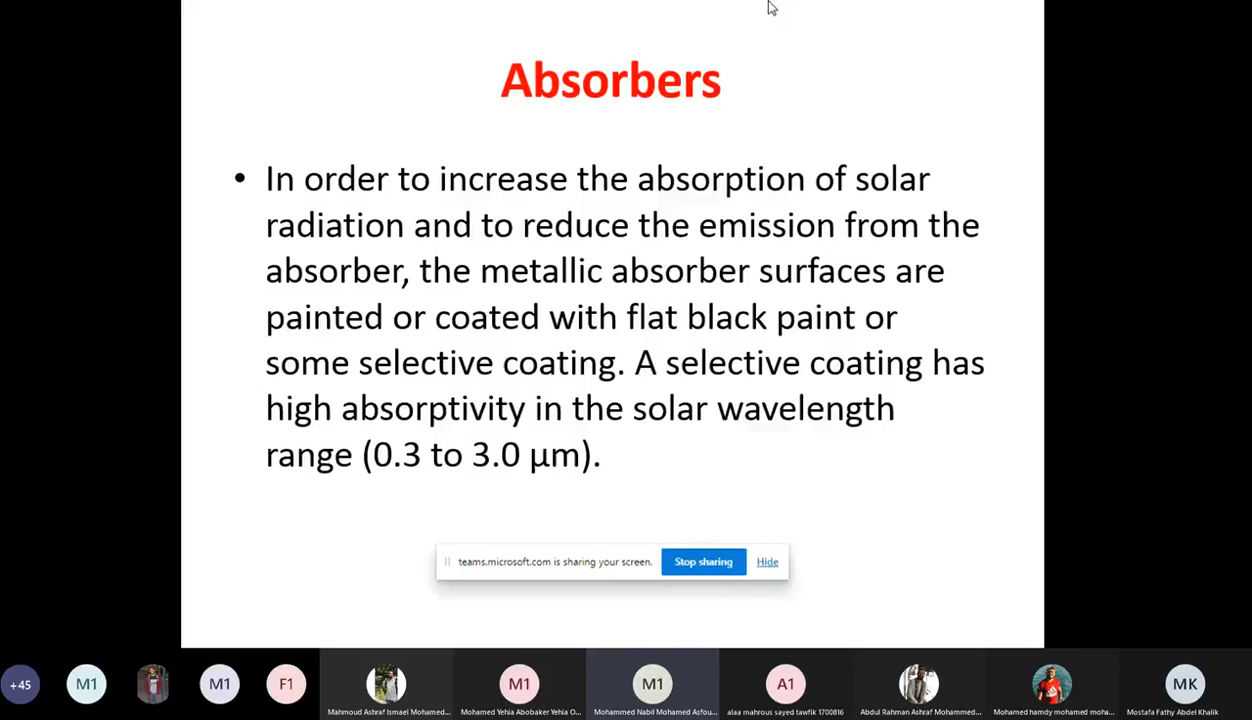 Absorbers
• In order to increase the absorption of solar
radiation and to reduce the emission from the
absorber, the metallic absorber surfaces are
painted or coated with flat black paint or
some selective coating. A selective coating has
high absorptivity in the solar wavelength
range (0.3 to 3.0 µm).
teams.microsoft.com is sharing your screen. Stop sharing Hide
+45 M1 M1 F1 M1 M1 A1 MK
Mahmoud Ashraf Ismael Mohamed... Mohamed Yehia Abobaker Yehia O... Mohammed Nabil Mohamed Asfou... alaa mahrous sayed tawfik 1700816 Abdul Rahman Ashraf Mohammed... Mohamed hamdy mohamed moha... Mostafa Fathy Abdel Khalik